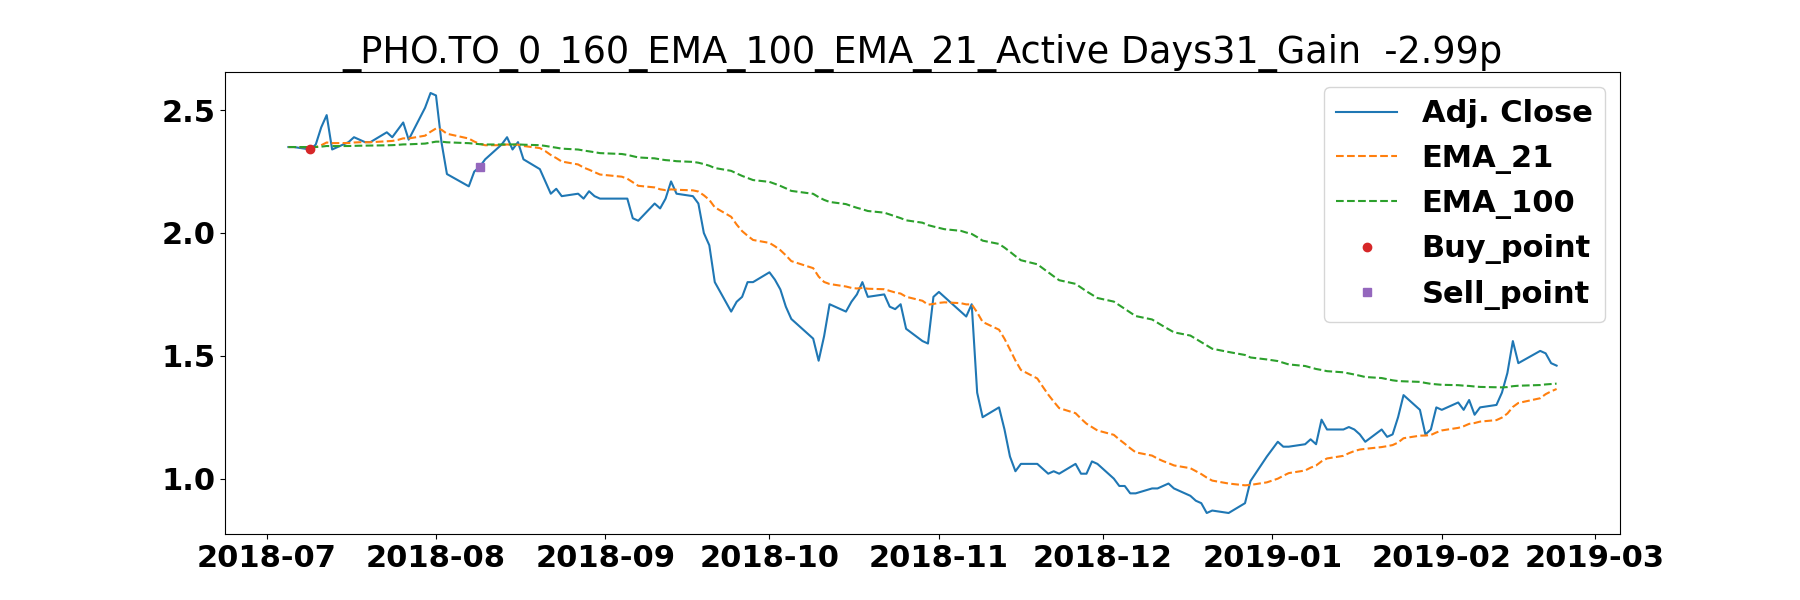 _PHO.TO_0_160_EMA_100_EMA_21_Active Days31_Gain  -2.99p
Adj. Close
EMA_21
EMA_100
Buy_point
Sell_point
2.5
2.0
1.5
1.0
2018-07 2018-08 2018-09 2018-10 2018-11 2018-12 2019-01 2019-02 2019-03